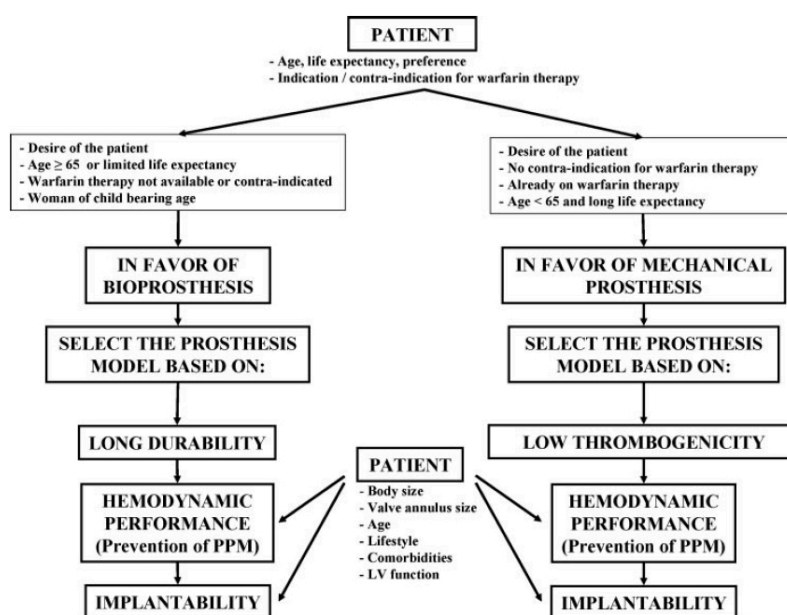 PATIENT
- Age, life expectancy, preference
- Indication / contra-indication for warfarin therapy
- Desire of the patient
- Age ≥ 65 or limited life expectancy
- Warfarin therapy not available or contra-indicated
- Woman of child bearing age
- Desire of the patient
- No contra-indication for warfarin therapy
- Already on warfarin therapy
- Age < 65 and long life expectancy
IN FAVOR OF
BIOPROSTHESIS
IN FAVOR OF MECHANICAL
PROSTHESIS
SELECT THE PROSTHESIS
MODEL BASED ON:
SELECT THE PROSTHESIS
MODEL BASED ON:
LONG DURABILITY
LOW THROMBOGENICITY
PATIENT
- Body size
- Valve annulus size
- Age
- Lifestyle
- Comorbidities
- LV function
HEMODYNAMIC
PERFORMANCE
(Prevention of PPM)
HEMODYNAMIC
PERFORMANCE
(Prevention of PPM)
IMPLANTABILITY
IMPLANTABILITY